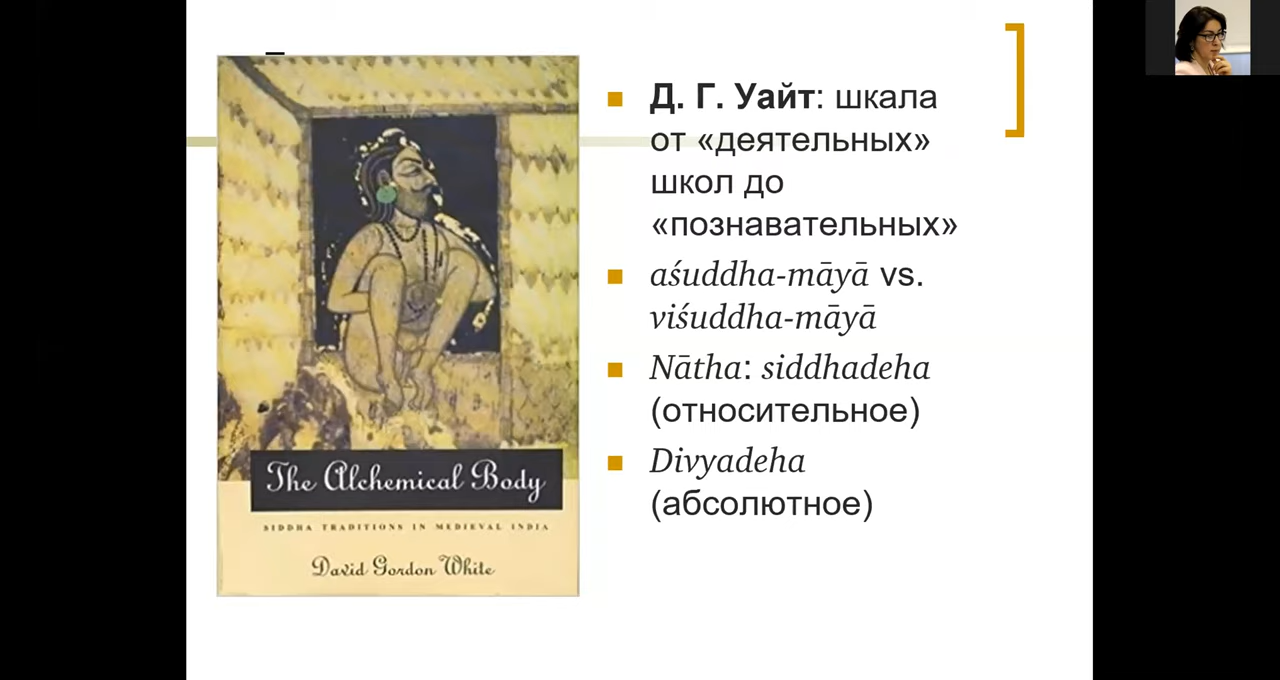 The Alchemical Body
SIDDHA TRADITIONS IN MEDIEVAL INDIA
David Gordon White
Д. Г. Уайт: шкала
от «деятельных»
школ до
«познавательных»
aśuddha-māyā vs.
viśuddha-māyā
Nātha: siddhadeha
(относительное)
Divyadeha
(абсолютное)